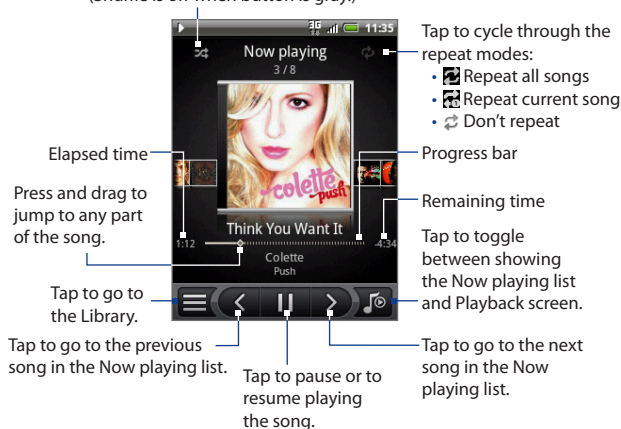 (Shuffle is off when button is gray.)
3G 11:35
Now playing
3 / 8
Tap to cycle through the
repeat modes:
• Repeat all songs
• Repeat current song
• Don't repeat
Elapsed time
Progress bar
Press and drag to
jump to any part
of the song.
colette
push
Remaining time
Think You Want It
1:12
-4:34
Colette
Push
Tap to toggle
between showing
the Now playing list
and Playback screen.
Tap to go to
the Library.
Tap to go to the previous
song in the Now playing list.
Tap to pause or to
resume playing
the song.
Tap to go to the next
song in the Now
playing list.